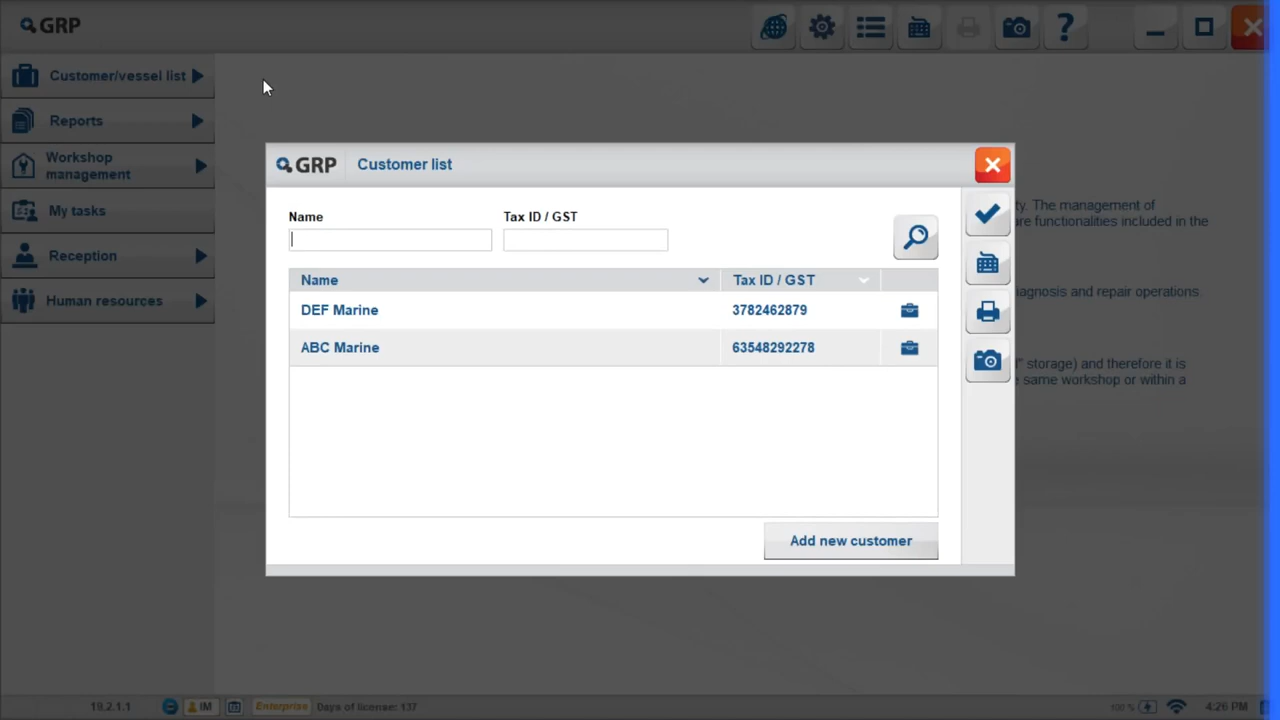 GRP
?
Customer/vessel list
Reports
Workshop
management
My tasks
Reception
Human resources
GRP Customer list
Name Tax ID / GST
Name Tax ID / GST
DEF Marine 3782462879
ABC Marine 63548292278
Add new customer
ty. The management of
re functionalities included in the
iagnosis and repair operations
" storage) and therefore it is
same workshop or within a
19.2.1.1 IM Enterprise Days of license: 137 100 % 4:26 PM